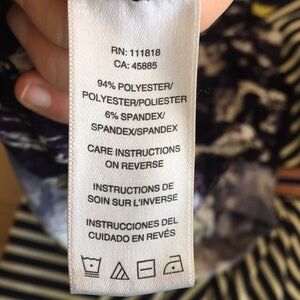 RN: 111818
CA: 45885
94% POLYESTER/
POLYESTER/POLIESTER
6% SPANDEX/
SPANDEX/SPANDEX
CARE INSTRUCTIONS
ON REVERSE
INSTRUCTIONS DE
SOIN SUR L'INVERSE
INSTRUCCIONES DEL
CUIDADO EN REVÉS